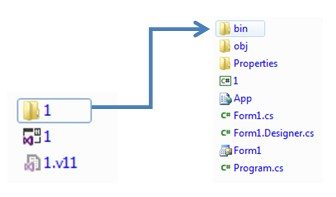 1
1
1.v11
bin
obj
Properties
1
App
Form1.cs
Form1.Designer.cs
Form1
Program.cs